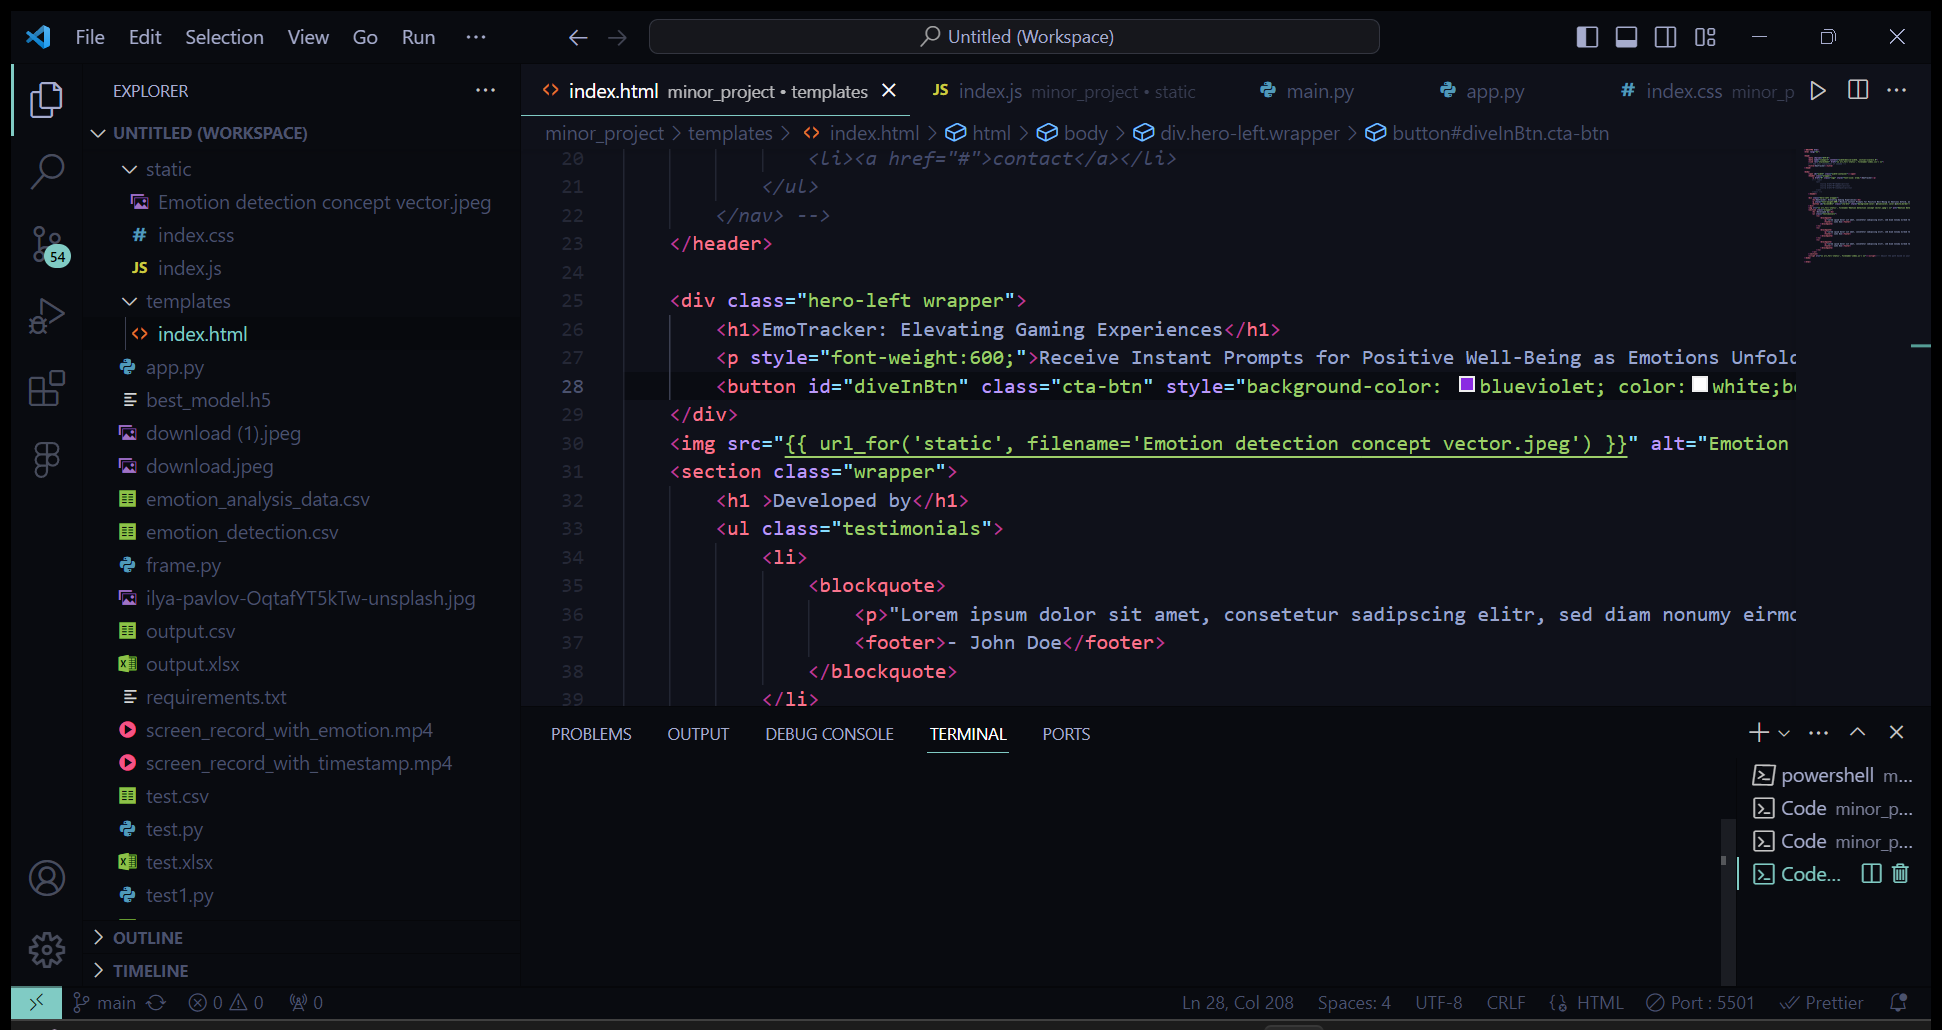 File Edit Selection View Go Run ··· Untitled (Workspace)
EXPLORER ···
UNTITLED (WORKSPACE)
static
Emotion detection concept vector.jpeg
# index.css
JS index.js
templates
<> index.html
app.py
best_model.h5
download (1).jpeg
download.jpeg
emotion_analysis_data.csv
emotion_detection.csv
frame.py
ilya-pavlov-OqtafYT5kTw-unsplash.jpg
output.csv
output.xlsx
requirements.txt
screen_record_with_emotion.mp4
screen_record_with_timestamp.mp4
test.csv
test.py
test.xlsx
test1.py
OUTLINE
TIMELINE
54
<> index.html minor_project • templates JS index.js minor_project • static main.py app.py # index.css minor_p
minor_project > templates > <> index.html > html > body > div.hero-left.wrapper > button#diveInBtn.cta-btn
20 <li><a href="#">contact</a></li>
21 </ul>
22 </nav> -->
23 </header>
24
25 <div class="hero-left wrapper">
26 <h1>EmoTracker: Elevating Gaming Experiences</h1>
27 <p style="font-weight:600;">Receive Instant Prompts for Positive Well-Being as Emotions Unfold
28 <button id="diveInBtn" class="cta-btn" style="background-color: blueviolet; color:white;bo
29 </div>
30 <img src="{{ url_for('static', filename='Emotion detection concept vector.jpeg') }}" alt="Emotion
31 <section class="wrapper">
32 <h1 >Developed by</h1>
33 <ul class="testimonials">
34 <li>
35 <blockquote>
36 <p>"Lorem ipsum dolor sit amet, consetetur sadipscing elitr, sed diam nonumy eirmo
37 <footer>- John Doe</footer>
38 </blockquote>
39 </li>
PROBLEMS OUTPUT DEBUG CONSOLE TERMINAL PORTS
powershell m...
Code minor_p...
Code minor_p...
Code...
main 0 0 0 Ln 28, Col 208 Spaces: 4 UTF-8 CRLF HTML Port : 5501 Prettier